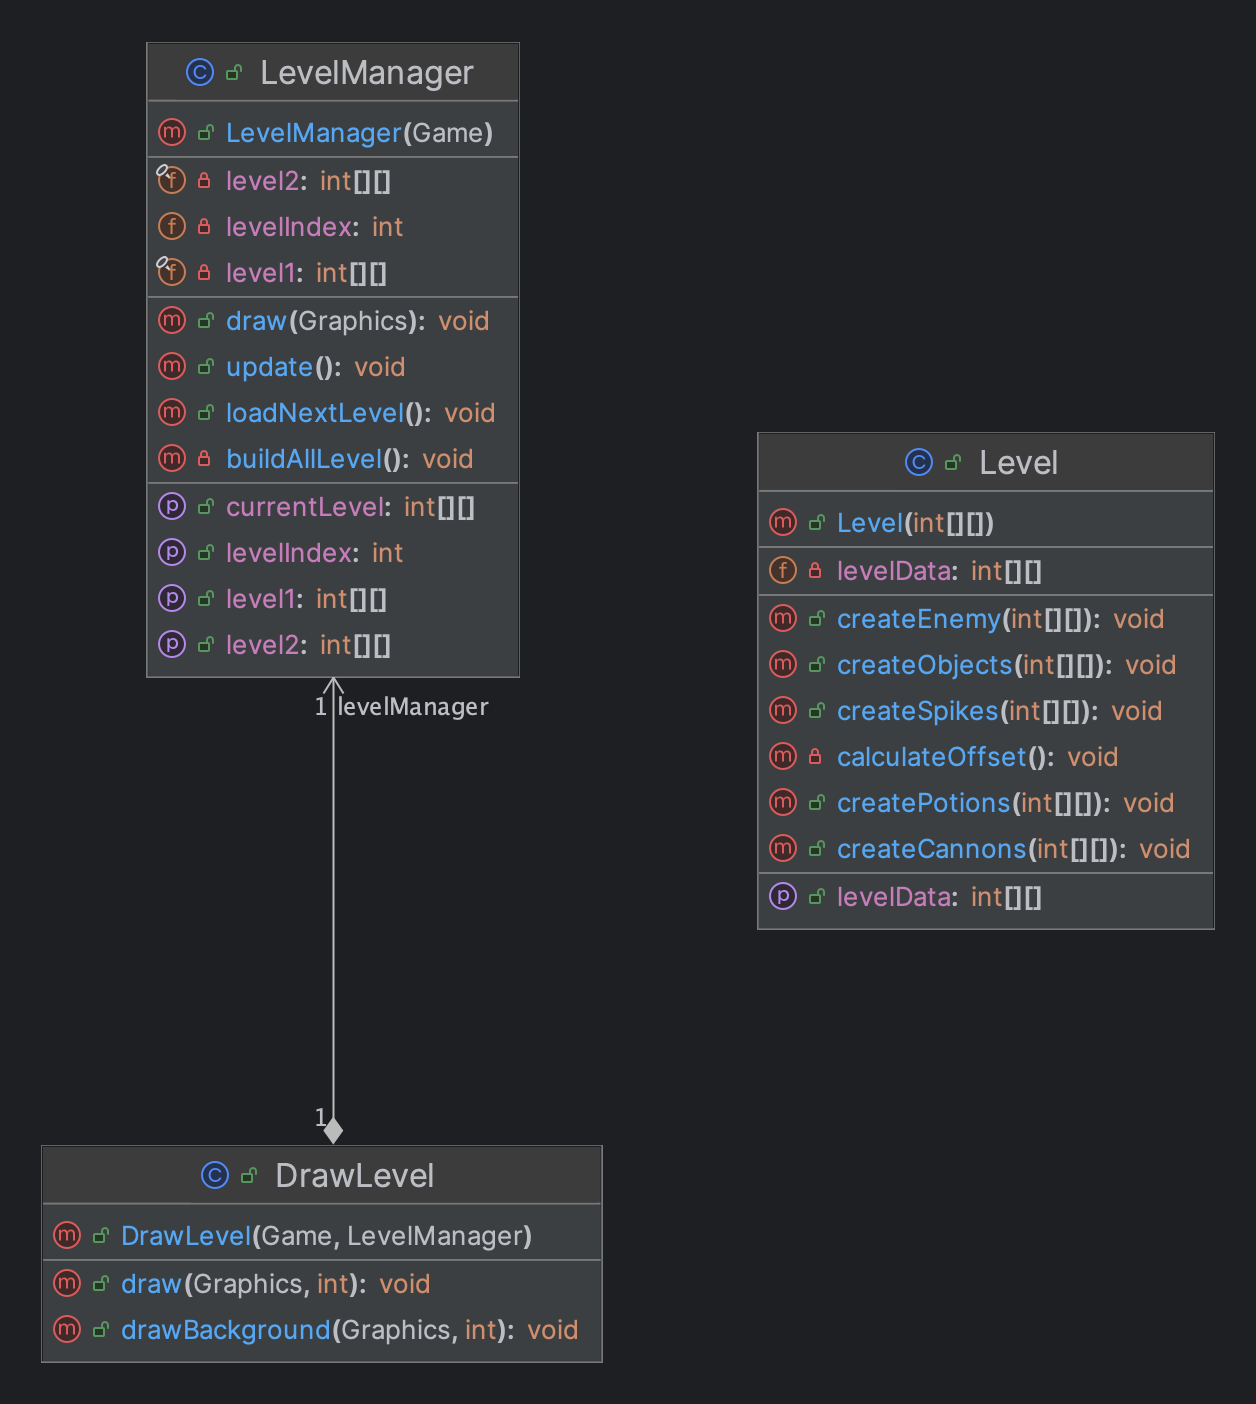 LevelManager
LevelManager(Game)
level2: int[][]
levelIndex: int
level1: int[][]
draw(Graphics): void
update(): void
loadNextLevel(): void
buildAllLevel(): void
currentLevel: int[][]
levelIndex: int
level1: int[][]
level2: int[][]
1 levelManager
Level
Level(int[][])
levelData: int[][]
createEnemy(int[][]): void
createObjects(int[][]): void
createSpikes(int[][]): void
calculateOffset(): void
createPotions(int[][]): void
createCannons(int[][]): void
levelData: int[][]
1
DrawLevel
DrawLevel(Game, LevelManager)
draw(Graphics, int): void
drawBackground(Graphics, int): void